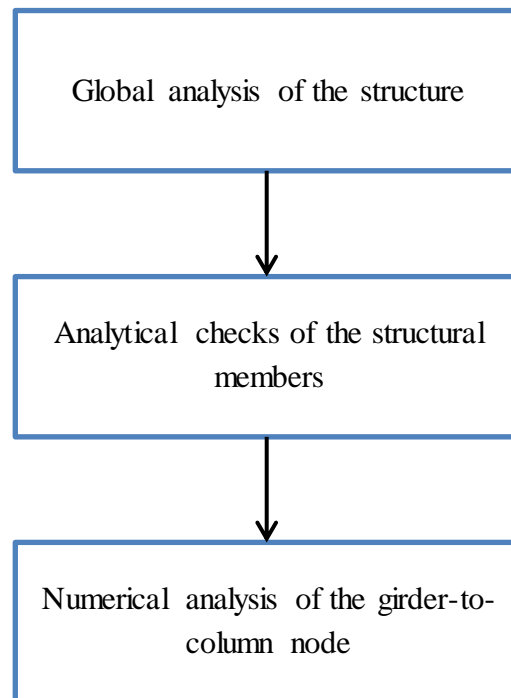 Global analysis of the structure
Analytical checks of the structural
members
Numerical analysis of the girder-to-
column node